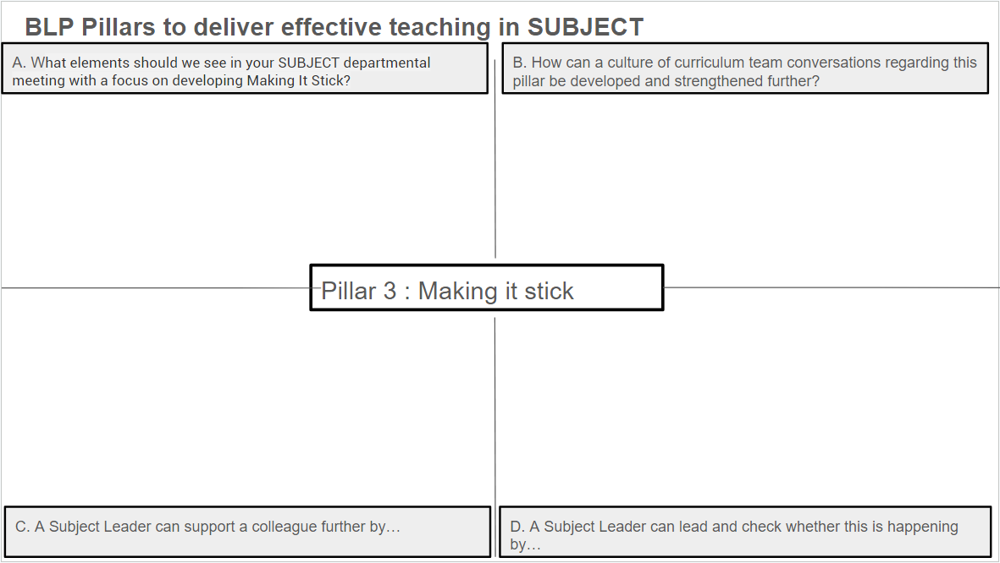 BLP Pillars to deliver effective teaching in SUBJECT
A. What elements should we see in your SUBJECT departmental
meeting with a focus on developing Making It Stick?
B. How can a culture of curriculum team conversations regarding this
pillar be developed and strengthened further?
Pillar 3 : Making it stick
C. A Subject Leader can support a colleague further by…
D. A Subject Leader can lead and check whether this is happening
by…